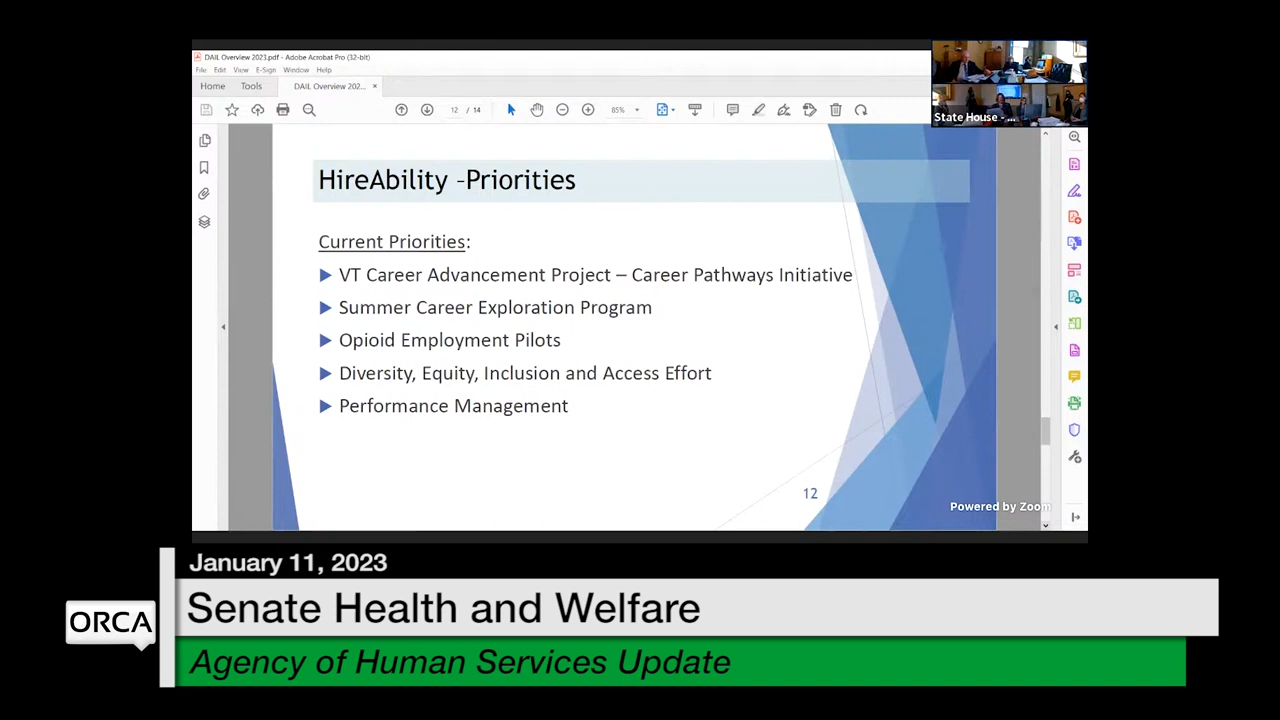 DAIL Overview 2023.pdf - Adobe Acrobat Pro (32-bit)
File Edit View E-Sign Window Help
Home Tools DAIL Overview 202... ×
12 / 14 85%
State House - ...
HireAbility –Priorities
Current Priorities:
VT Career Advancement Project – Career Pathways Initiative
Summer Career Exploration Program
Opioid Employment Pilots
Diversity, Equity, Inclusion and Access Effort
Performance Management
12
Powered by Zoom
January 11, 2023
ORCA
Senate Health and Welfare
Agency of Human Services Update